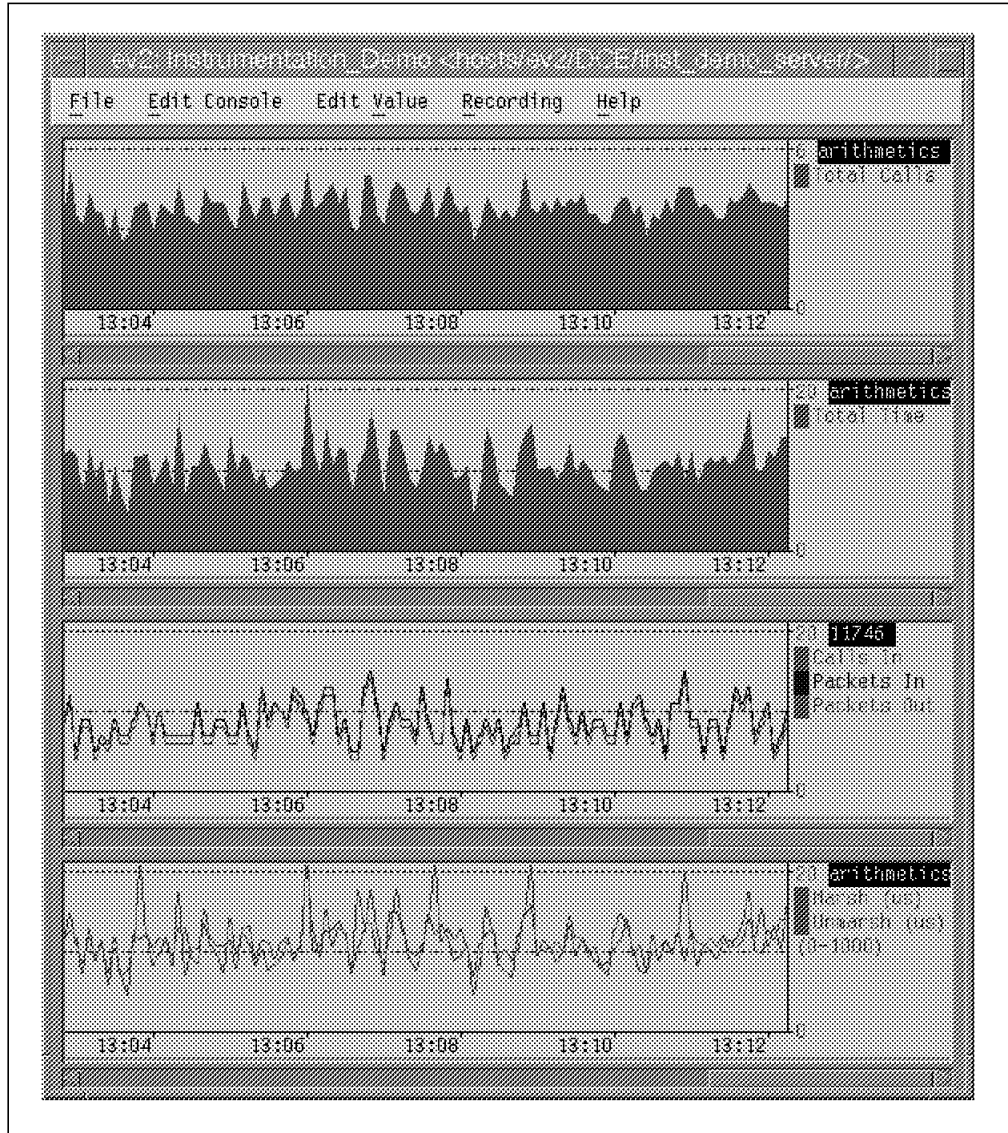 ev2: Instrumentation_Demo <hosts/ev2/DCE/inst_demo_server/>
File Edit Console Edit Value Recording Help
6 arithmetics
Total Calls
0
13:04 13:06 13:08 13:10 13:12
20 arithmetics
Total Time
0
13:04 13:06 13:08 13:10 13:12
20 11746
Calls In
Packets In
Packets Out
0
13:04 13:06 13:08 13:10 13:12
20 arithmetics
Marsh (us)
Unmarsh (us)
(0-1000)
0
13:04 13:06 13:08 13:10 13:12